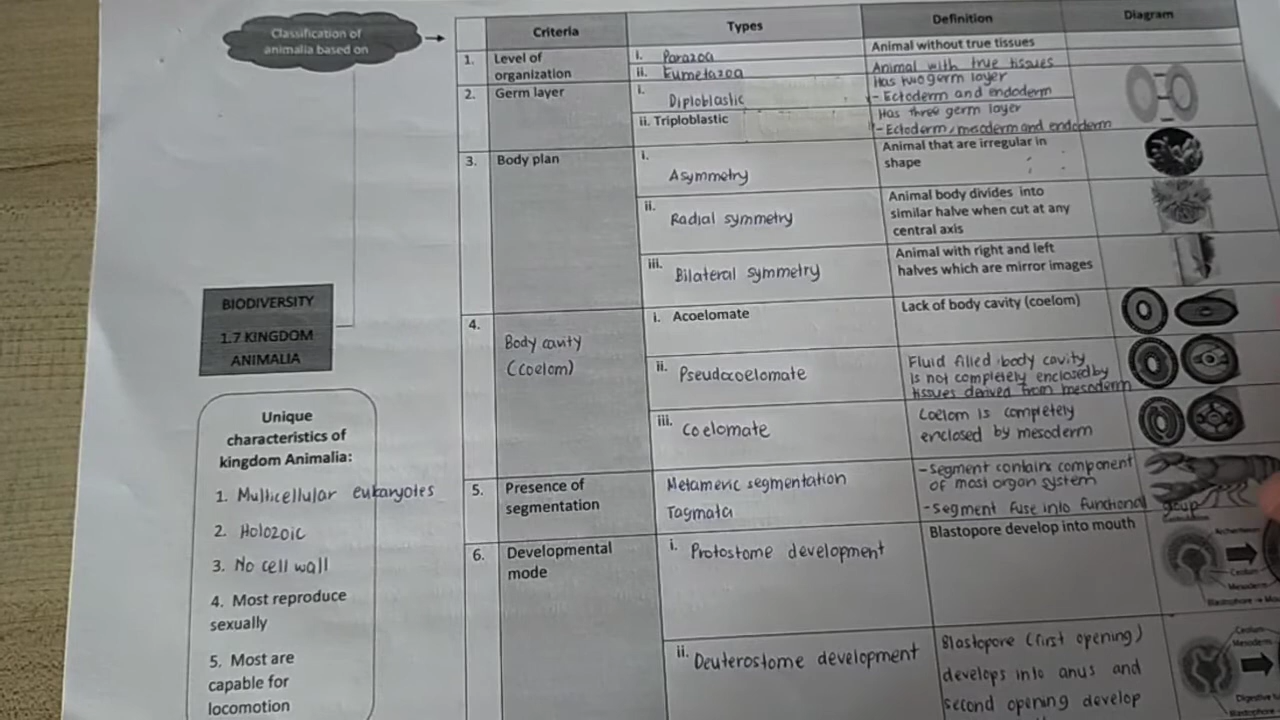 Classification of
animalia based on
Criteria
Types
Definition
Diagram
1. Level of
organization
i. Parazoa
Animal without true tissues
ii. Eumetazoa
Animal with true tissues
2. Germ layer
i.
Diploblastic
Has two germ layer
- Ectoderm and endoderm
ii. Triploblastic
Has three germ layer
- Ectoderm, mesoderm and endoderm
3. Body plan
i.
Asymmetry
Animal that are irregular in
shape
ii.
Radial symmetry
Animal body divides into
similar halve when cut at any
central axis
iii.
Bilateral symmetry
Animal with right and left
halves which are mirror images
4.
Body cavity
(coelom)
i. Acoelomate
Lack of body cavity (coelom)
ii.
Pseudocoelomate
Fluid filled body cavity
is not completely enclosed by
tissues derived from mesoderm
iii.
Coelomate
Coelom is completely
enclosed by mesoderm
5. Presence of
segmentation
Metameric segmentation
Tagmata
- Segment contains component
of most organ system
- Segment fuse into functional group
6. Developmental
mode
i. Protostome development
Blastopore develop into mouth
Coelom
Mesoderm
ii. Deuterostome development
Blastopore (first opening)
develops into anus and
second opening develop
Coelom
Mesoderm
BIODIVERSITY
1.7 KINGDOM
ANIMALIA
Unique
characteristics of
kingdom Animalia:
1. Multicellular eukaryotes
2. Holozoic
3. No cell wall
4. Most reproduce
sexually
5. Most are
capable for
locomotion